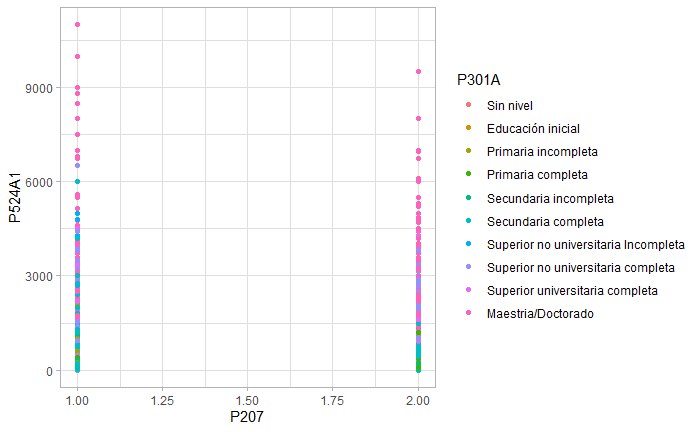 9000
6000
3000
0
P524A1
1.00 1.25 1.50 1.75 2.00
P207
P301A
Sin nivel
Educación inicial
Primaria incompleta
Primaria completa
Secundaria incompleta
Secundaria completa
Superior no universitaria Incompleta
Superior no universitaria completa
Superior universitaria completa
Maestria/Doctorado